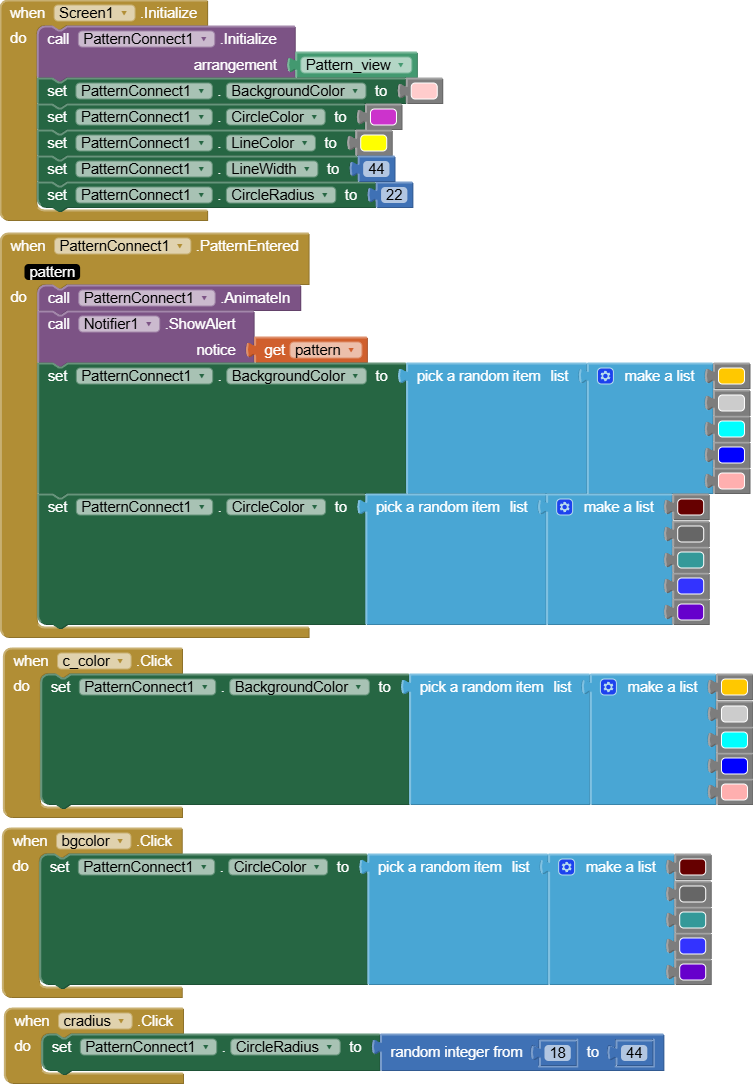 when Screen1 .Initialize
do call PatternConnect1 .Initialize
arrangement Pattern_view
set PatternConnect1 . BackgroundColor to
set PatternConnect1 . CircleColor to
set PatternConnect1 . LineColor to
set PatternConnect1 . LineWidth to 44
set PatternConnect1 . CircleRadius to 22
when PatternConnect1 .PatternEntered
pattern
do call PatternConnect1 .AnimateIn
call Notifier1 .ShowAlert
notice get pattern
set PatternConnect1 . BackgroundColor to pick a random item list make a list
set PatternConnect1 . CircleColor to pick a random item list make a list
when c_color .Click
do set PatternConnect1 . BackgroundColor to pick a random item list make a list
when bgcolor .Click
do set PatternConnect1 . CircleColor to pick a random item list make a list
when cradius .Click
do set PatternConnect1 . CircleRadius to random integer from 18 to 44